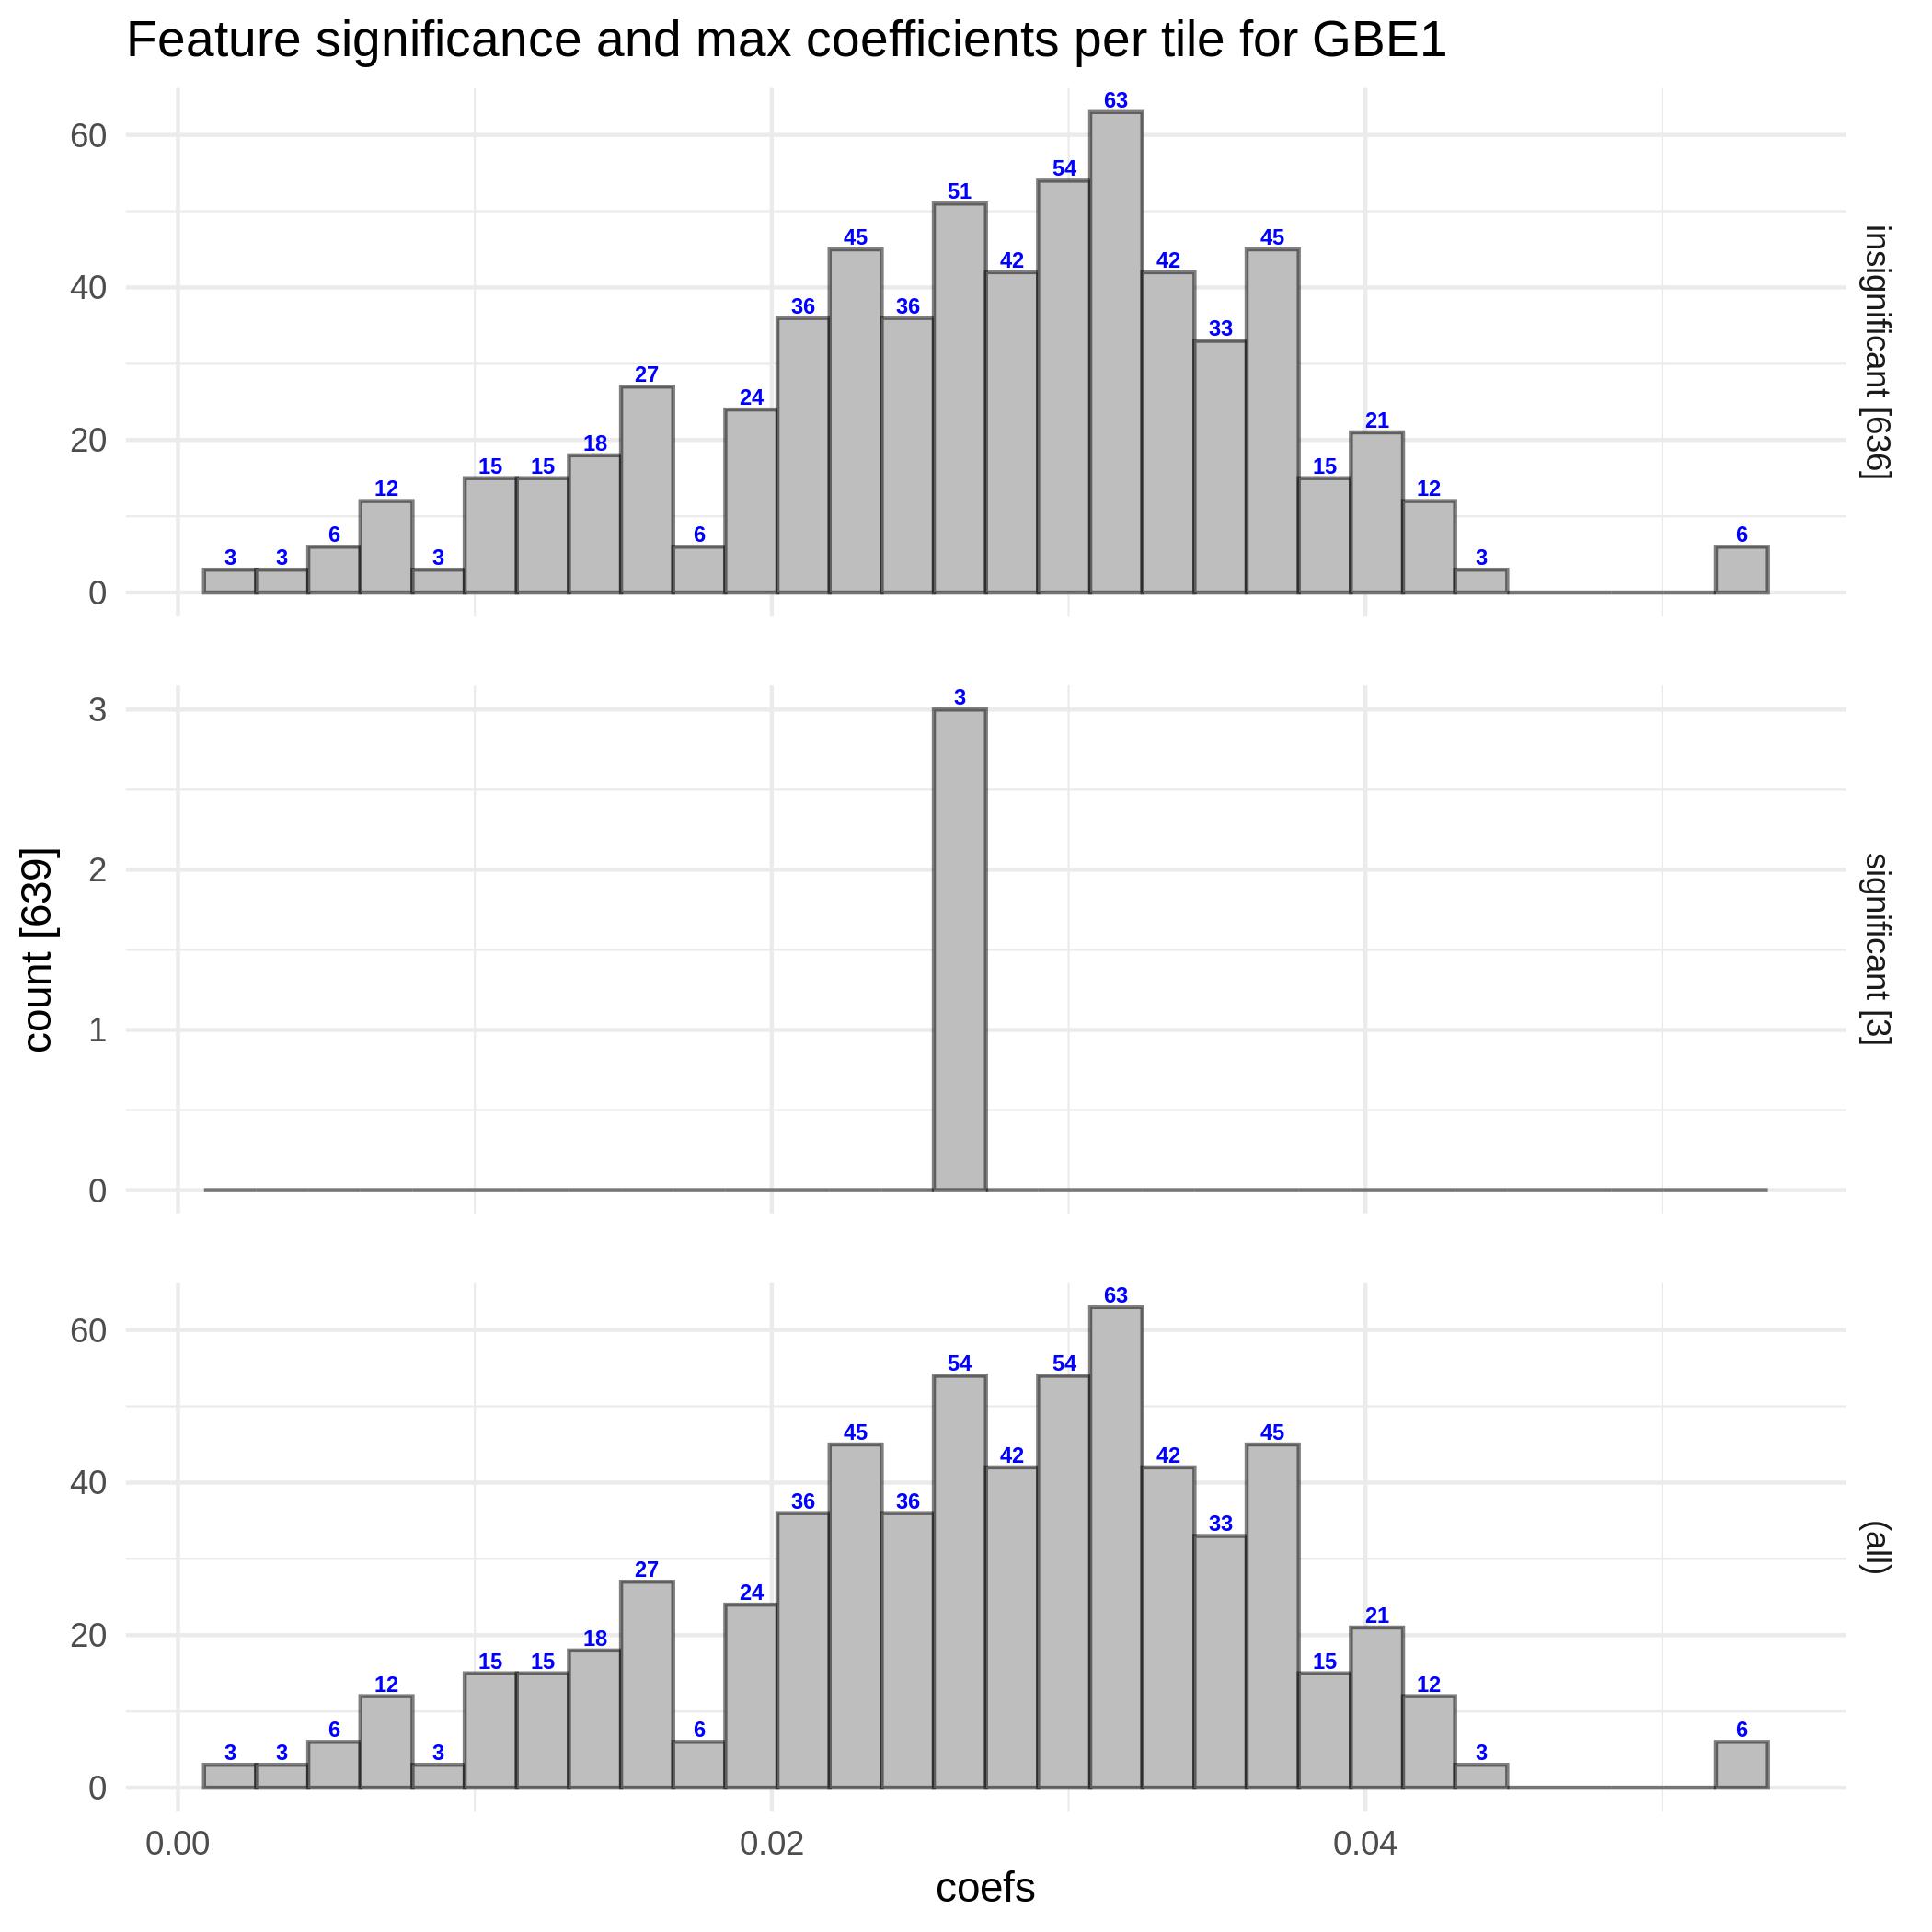 Feature significance and max coefficients per tile for GBE1
60
40
20
0
3 3 6 12 3 15 15 18 27 6 24 36 45 36 51 42 54 63 42 33 45 15 21 12 3 6
insignificant [636]
3
2
1
0
3
significant [3]
count [639]
60
40
20
0
3 3 6 12 3 15 15 18 27 6 24 36 45 36 54 42 54 63 42 33 45 15 21 12 3 6
(all)
0.00 0.02 0.04
coefs